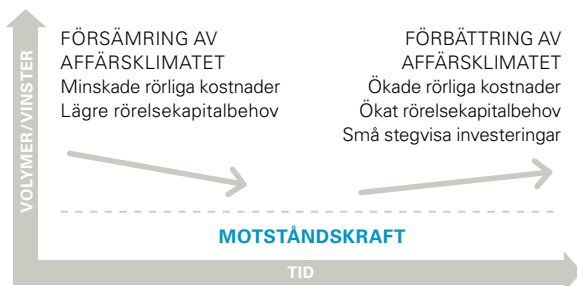 VOLYMER/VINSTER
FÖRSÄMRING AV
AFFÄRSKLIMATET
Minskade rörliga kostnader
Lägre rörelsekapitalbehov
FÖRBÄTTRING AV
AFFÄRSKLIMATET
Ökade rörliga kostnader
Ökat rörelsekapitalbehov
Små stegvisa investeringar
MOTSTÅNDSKRAFT
TID